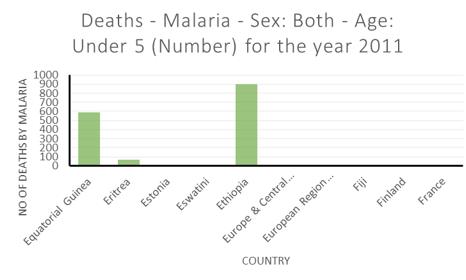 Deaths - Malaria - Sex: Both - Age:
Under 5 (Number) for the year 2011
NO OF DEATHS BY MALARIA
1000
900
800
700
600
500
400
300
200
100
0
Equatorial Guinea
Eritrea
Estonia
Eswatini
Ethiopia
Europe & Central...
European Region...
Fiji
Finland
France
COUNTRY